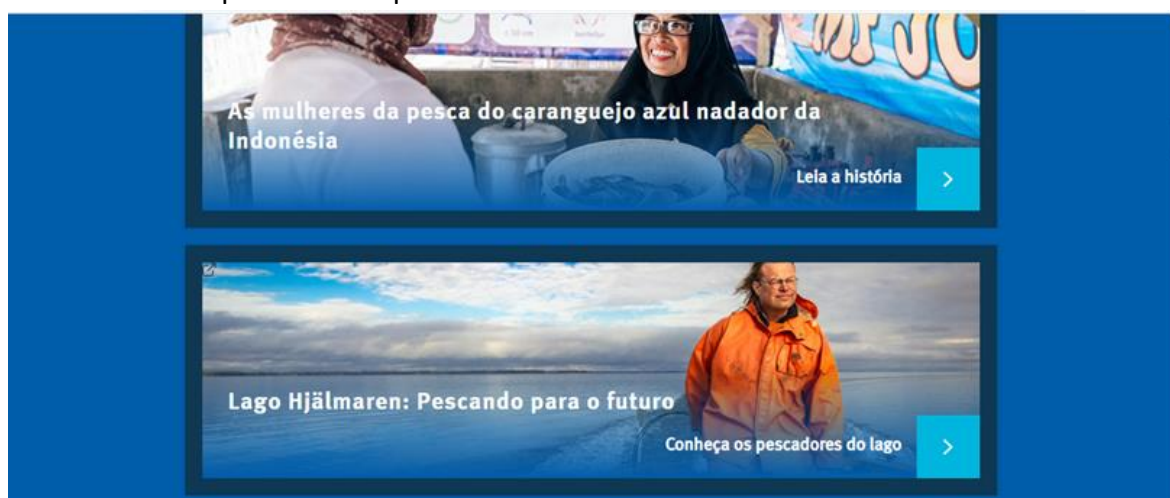 As mulheres da pesca do caranguejo azul nadador da
Indonésia
Leia a história
Lago Hjälmaren: Pescando para o futuro
Conheça os pescadores do lago